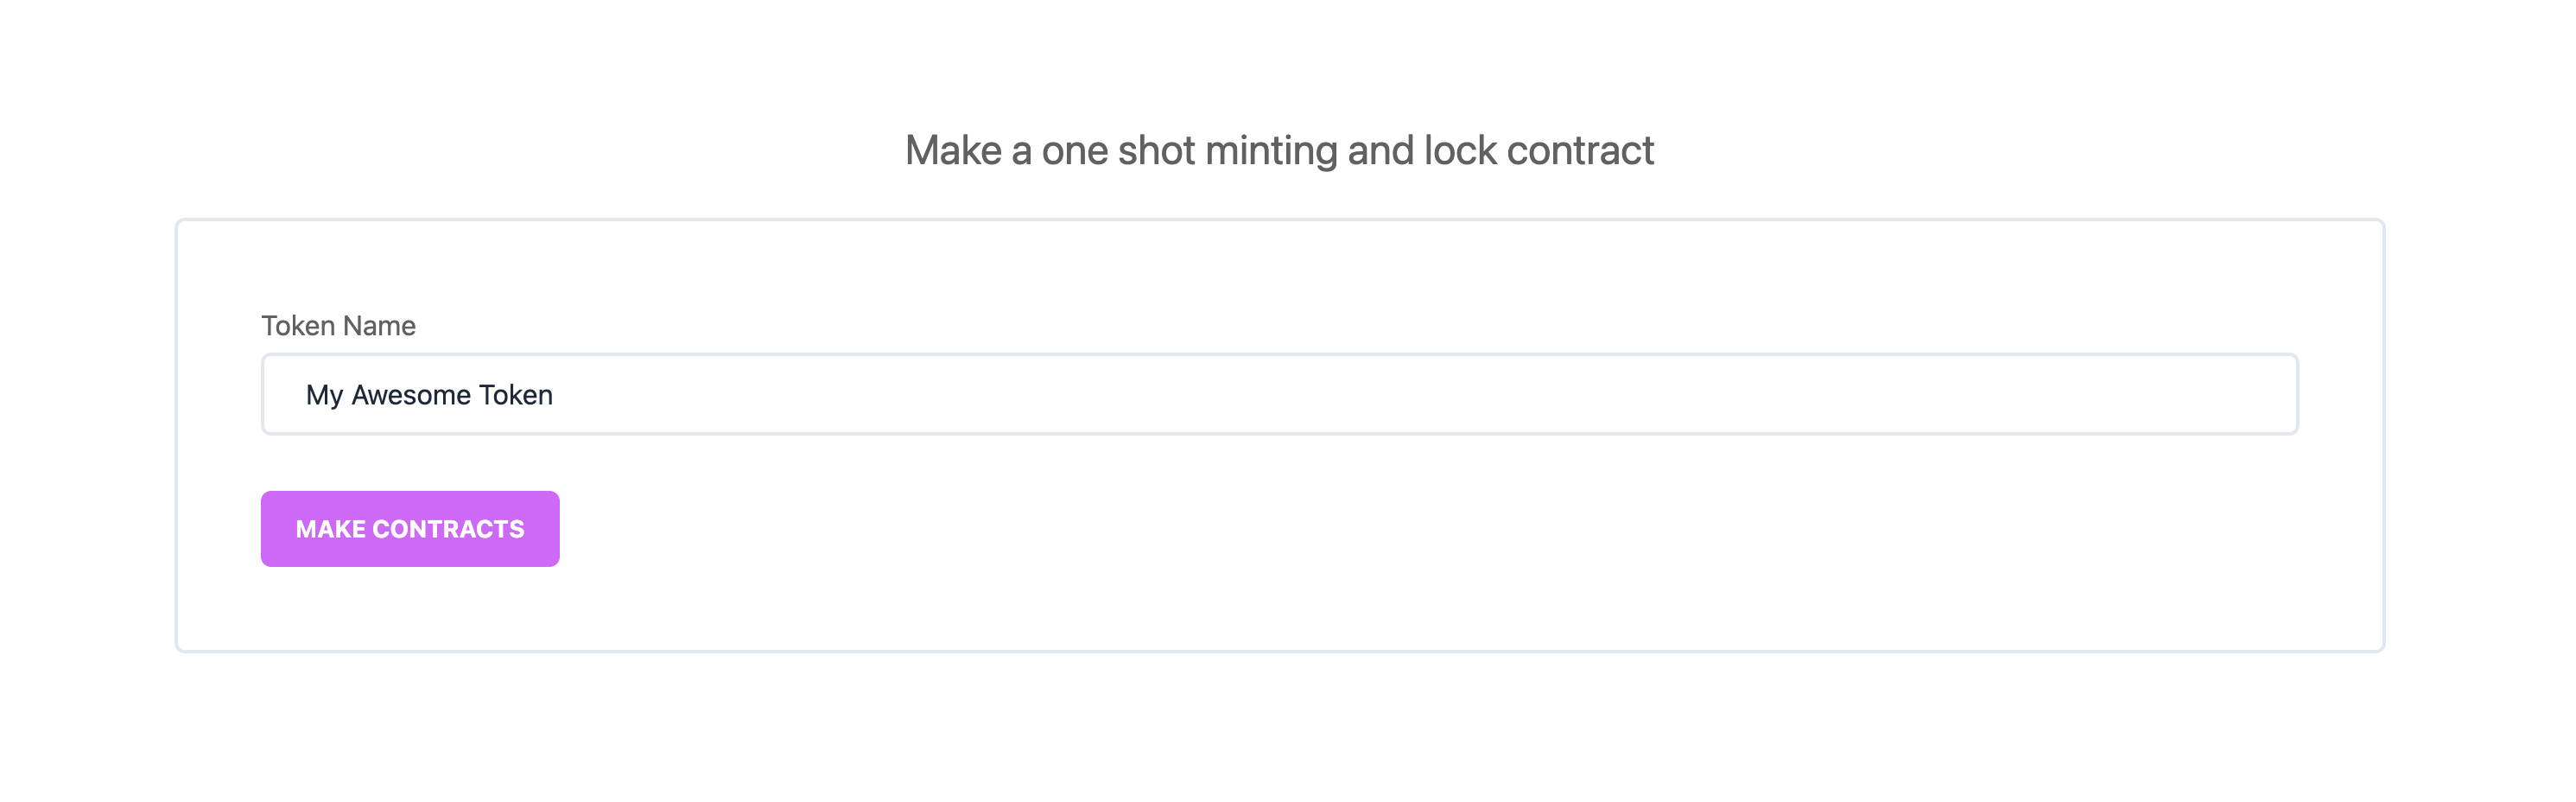 Make a one shot minting and lock contract
Token Name
My Awesome Token
MAKE CONTRACTS